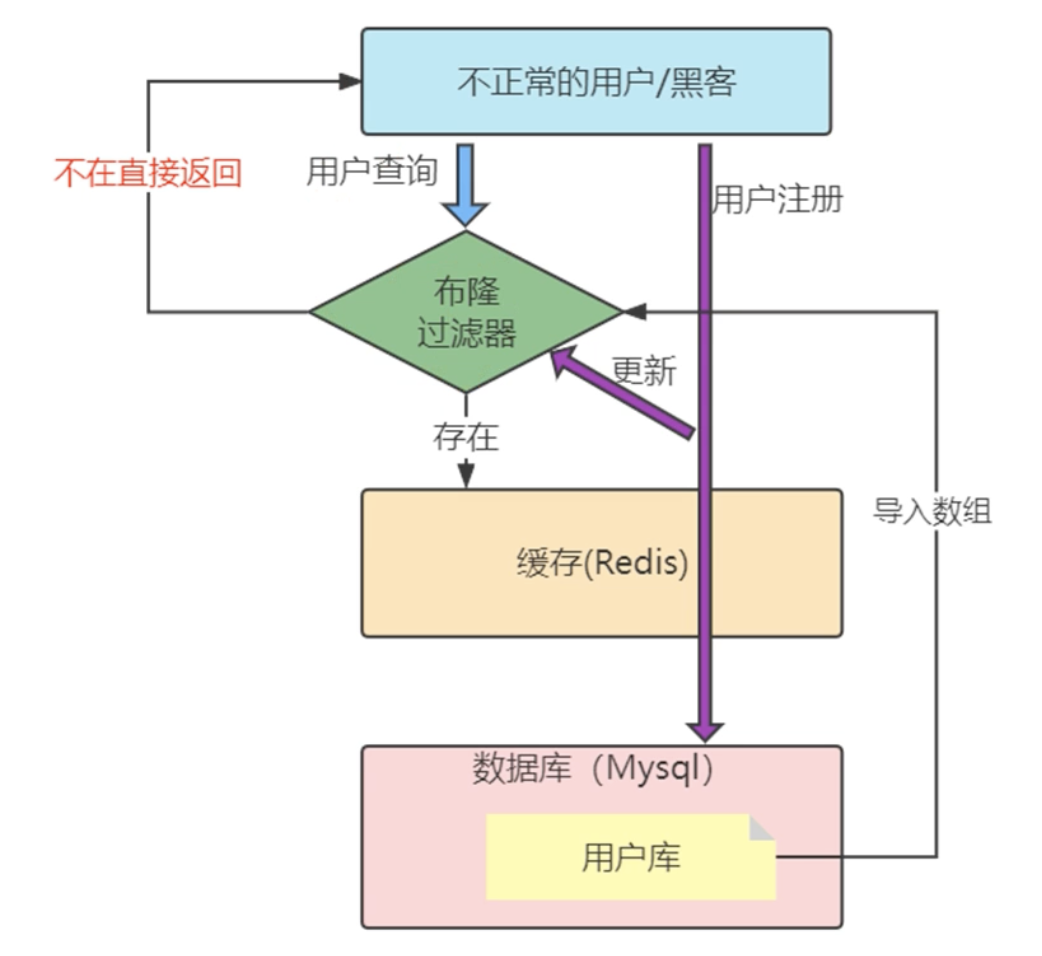 不正常的用户/黑客
不在直接返回
用户查询
用户注册
布隆
过滤器
更新
存在
导入数组
缓存(Redis)
数据库（Mysql）
用户库